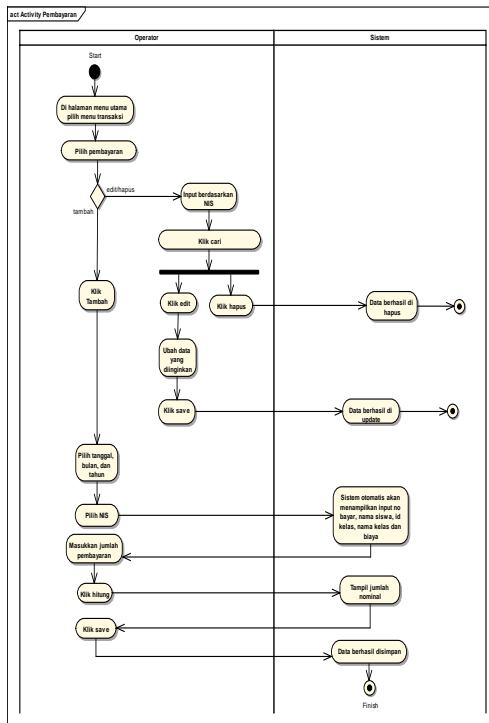 act Activity Pembayaran
Operator
Sistem
Start
Di halaman menu utama
pilih menu transaksi
Pilih pembayaran
edit/hapus
tambah
Input berdasarkan
NIS
Klik cari
Klik
Tambah
Klik edit
Klik hapus
Data berhasil di
hapus
Ubah data
yang
diinginkan
Klik save
Data berhasil di
update
Pilih tanggal,
bulan, dan
tahun
Pilih NIS
Sistem otomatis akan
menampilkan input no
bayar, nama siswa, id
kelas, nama kelas dan
biaya
Masukkan jumlah
pembayaran
Klik hitung
Tampil jumlah
nominal
Klik save
Data berhasil disimpan
Finish